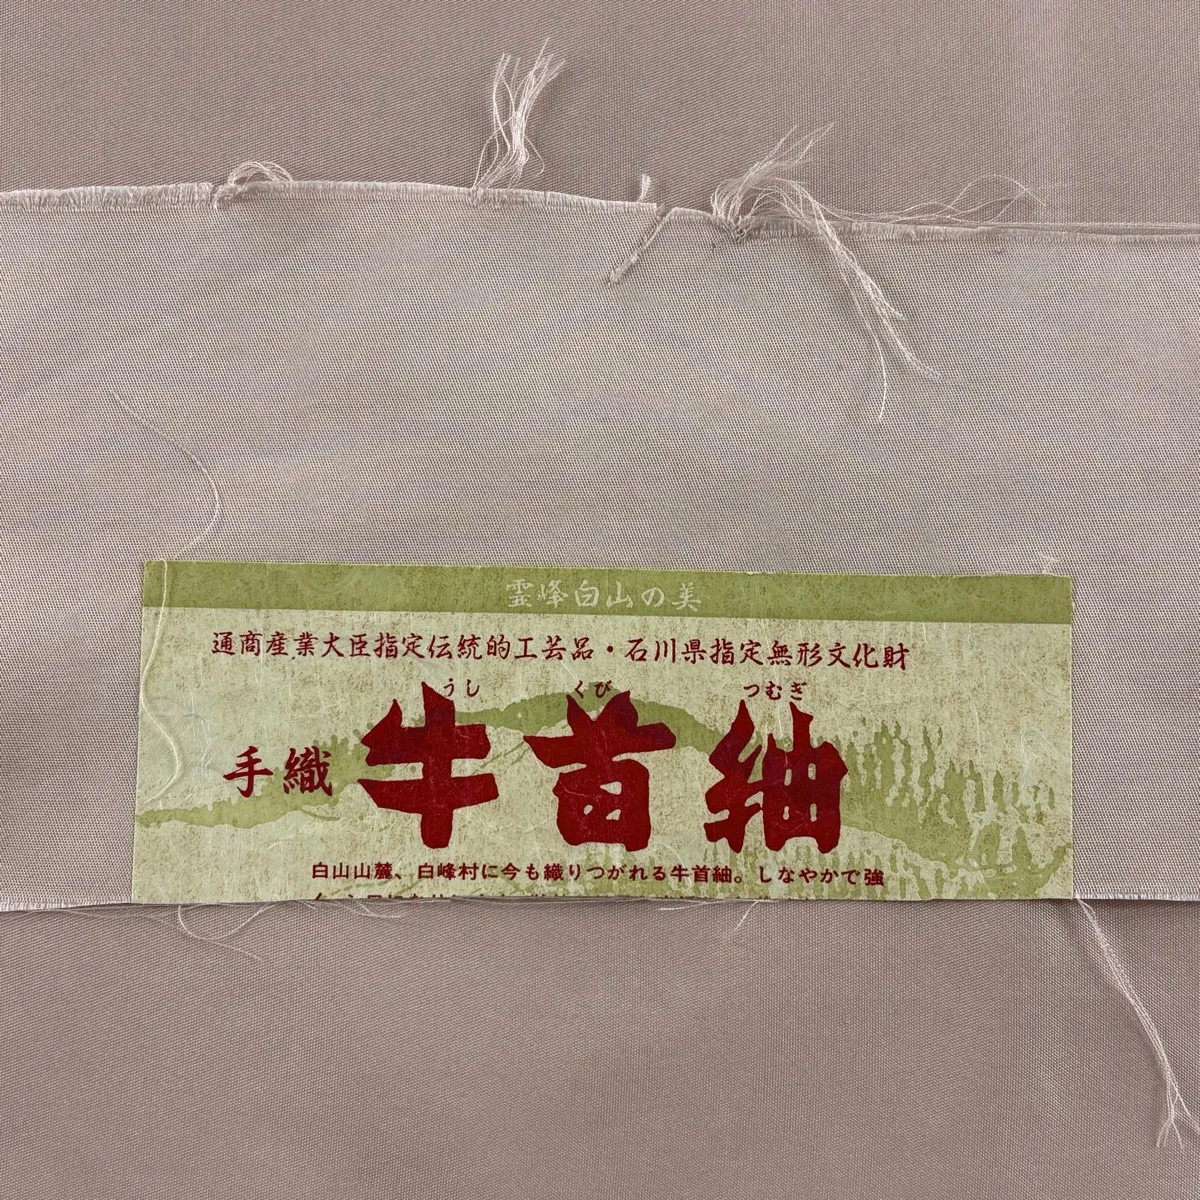 霊峰白山の美
通商産業大臣指定伝統的工芸品・石川県指定無形文化財
うし くび つむぎ
手織 牛首紬
白山山麓、白峰村に今も織りつがれる牛首紬。しなやかで強